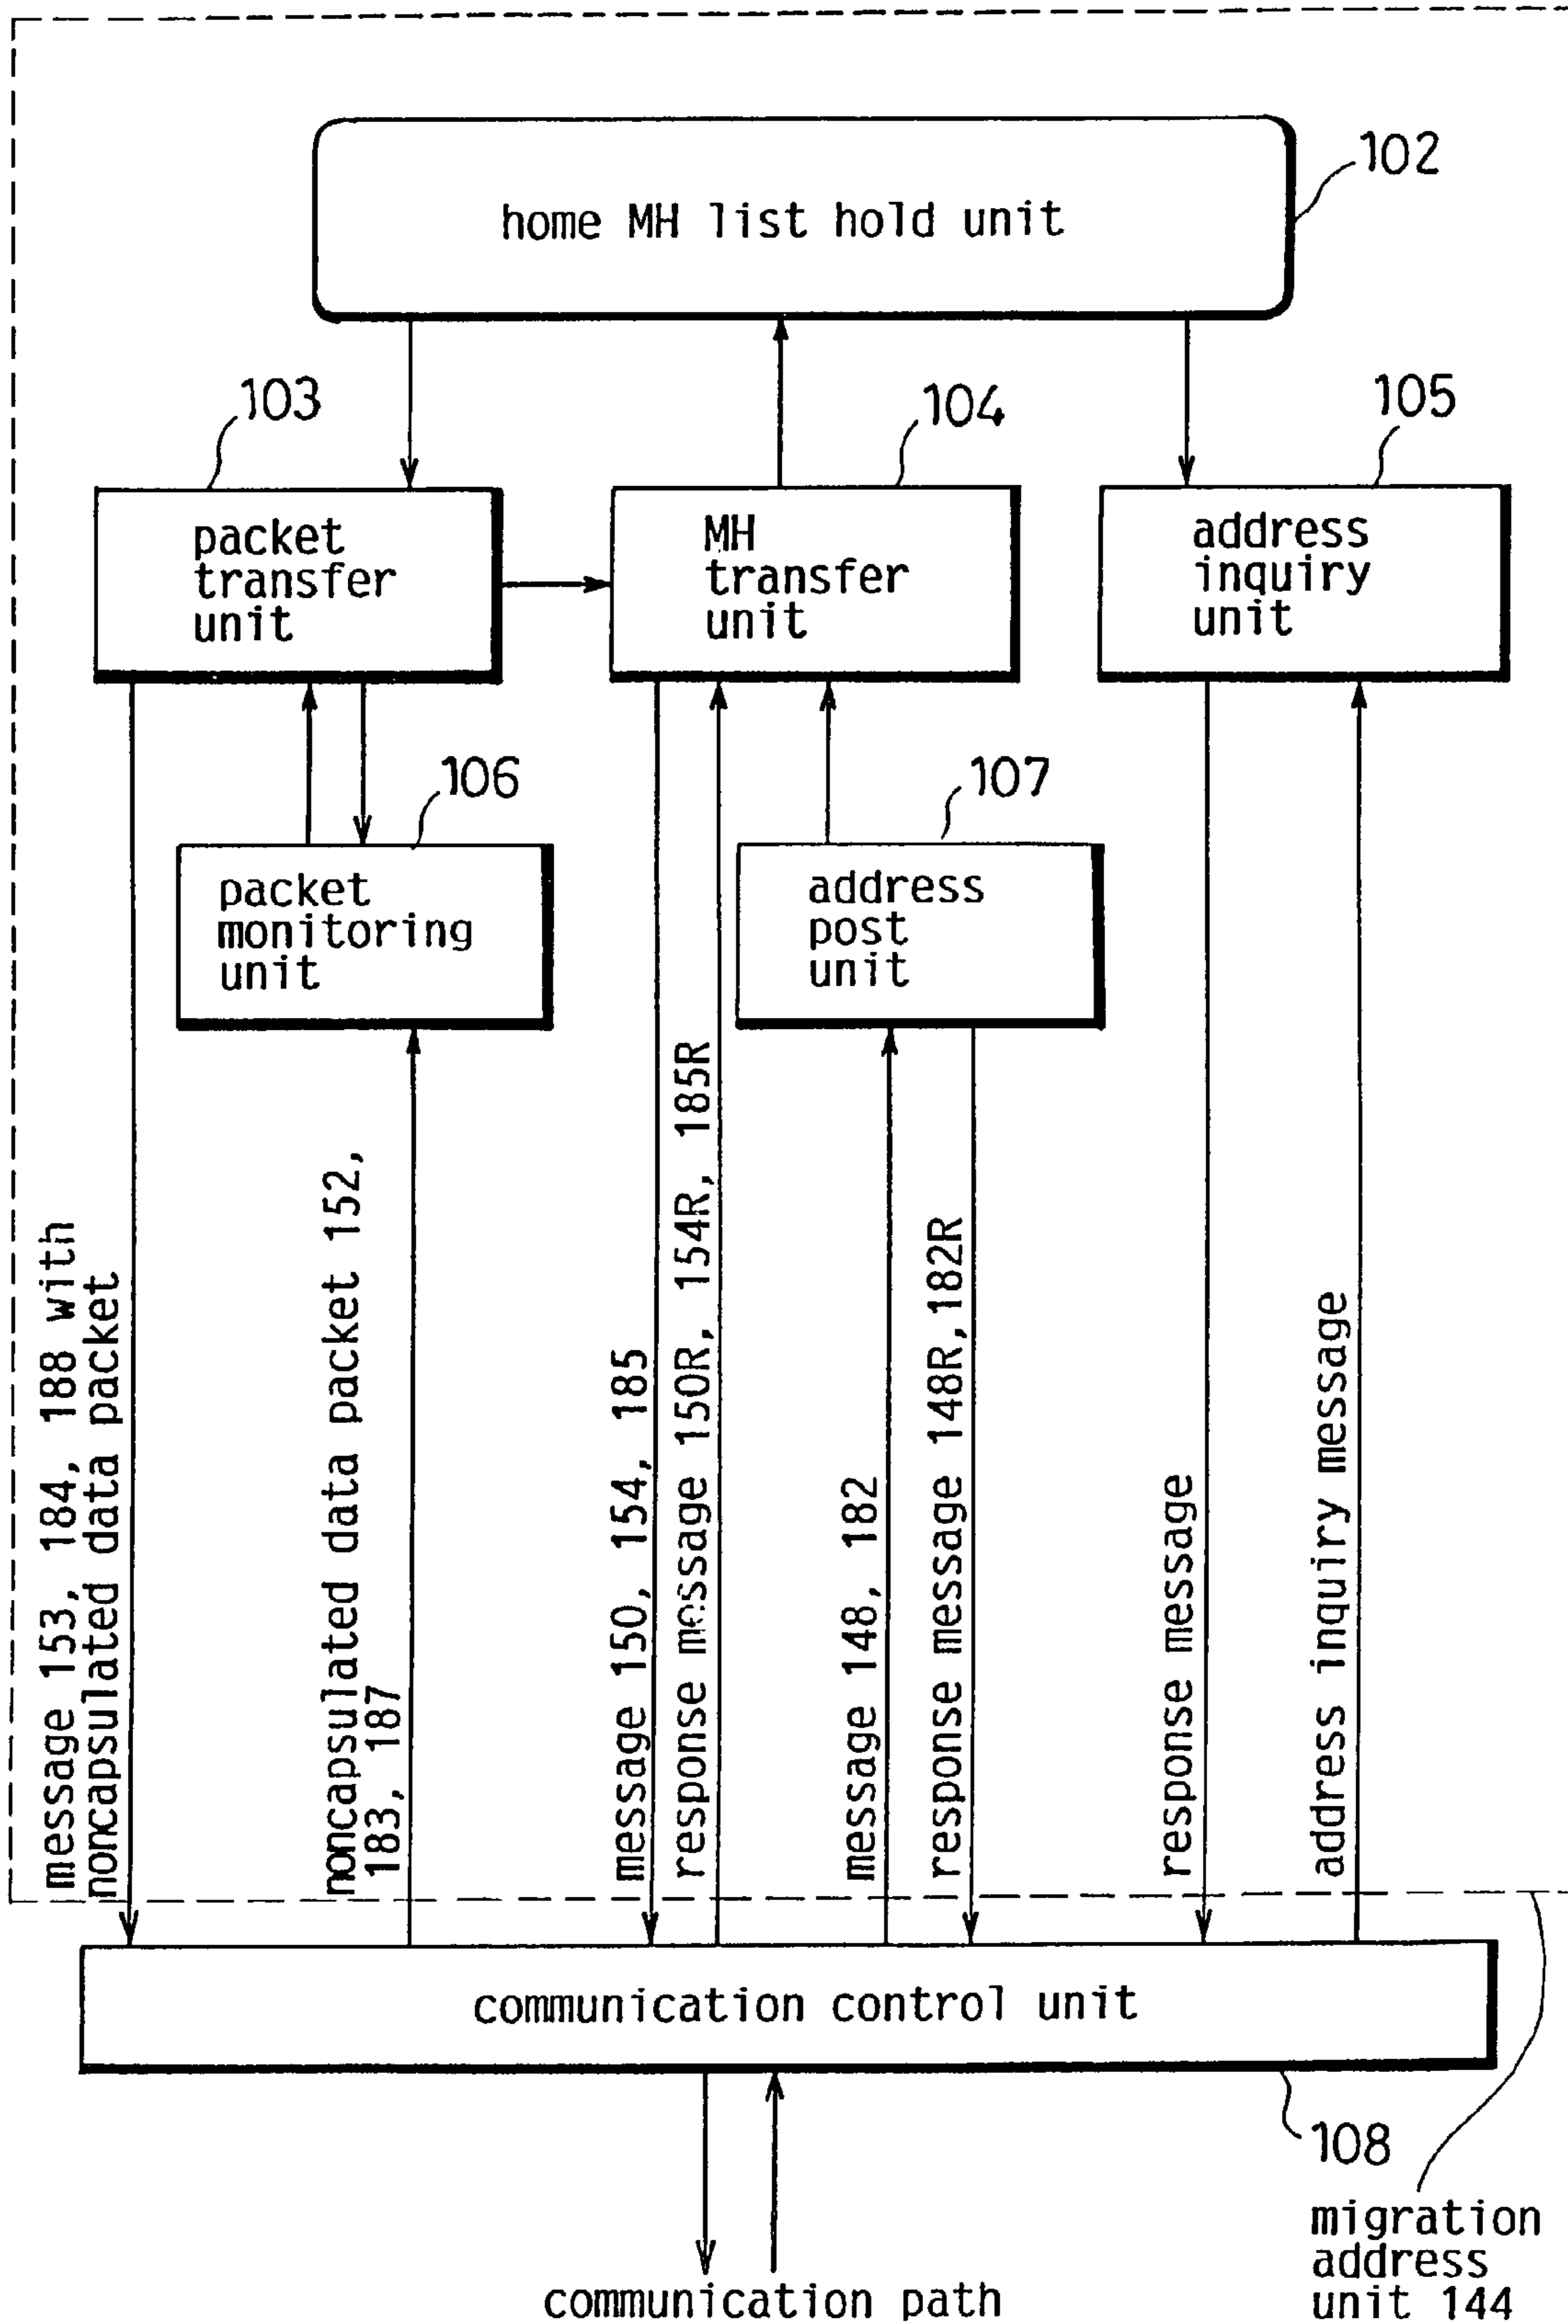 102
home MH list hold unit
103
104
105
packet
transfer
unit
MH
transfer
unit
address
inquiry
unit
106
107
packet
monitoring
unit
address
post
unit
message 153, 184, 188 with
noncapsulated data packet
noncapsulated data packet 152,
183, 187
message 150, 154, 185
response message 150R, 154R, 185R
message 148, 182
response message 148R,182R
response message
address inquiry message
communication control unit
108
migration
address
unit 144
communication path